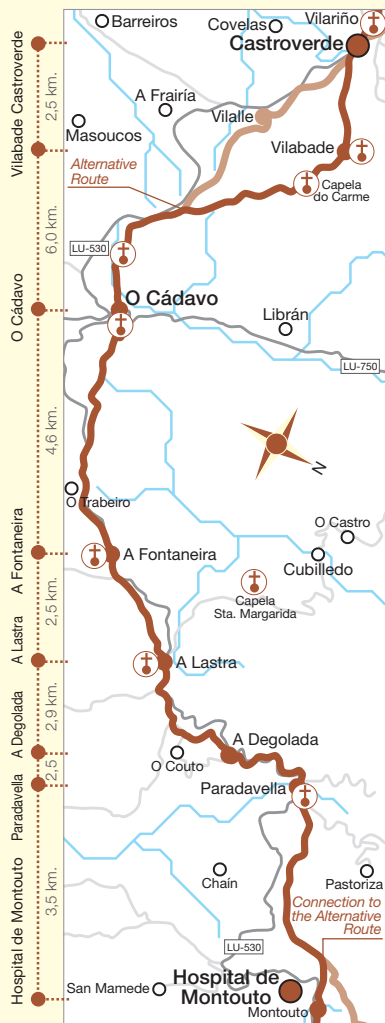 Castroverde
2,5 km.
Vilabade
6,0 km.
O Cádavo
4,6 km.
A Fontaneira
2,5 km.
A Lastra
2,9 km.
A Degolada
2,5
Paradavella
3,5 km.
Hospital de Montouto
Barreiros
Covelas
Vilariño
Castroverde
A Frairía
Vilalle
Masoucos
Vilabade
Alternative
Route
Capela
do Carme
LU-530
O Cádavo
Librán
LU-750
N
O Trabeiro
O Castro
A Fontaneira
Cubilledo
Capela
Sta. Margarida
A Lastra
A Degolada
O Couto
Paradavella
Chaín
Pastoriza
Connection to
the Alternative
Route
LU-530
Hospital de
Montouto
San Mamede
Montouto